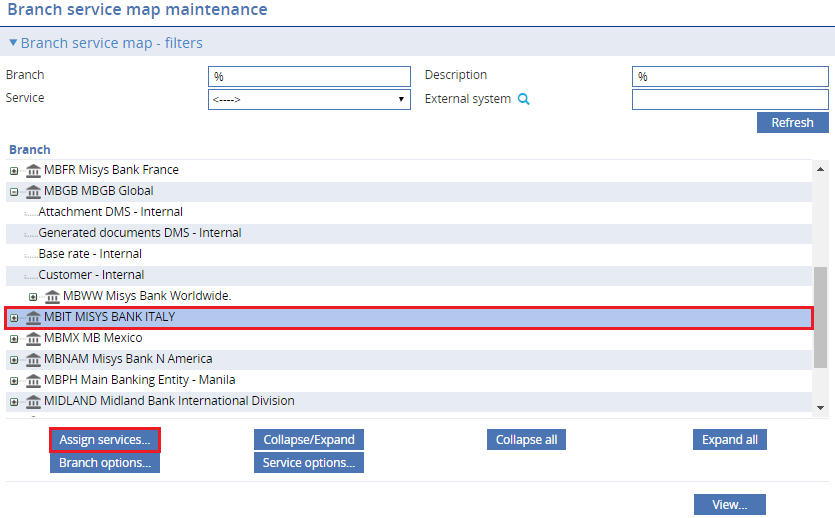 Branch service map maintenance
Branch service map - filters
Branch % Description %
Service <----> External system
Refresh
Branch
MBFR Misys Bank France
MBGB MBGB Global
Attachment DMS - Internal
Generated documents DMS - Internal
Base rate - Internal
Customer - Internal
MBWW Misys Bank Worldwide.
MBIT MISYS BANK ITALY
MBMX MB Mexico
MBNAM Misys Bank N America
MBPH Main Banking Entity - Manila
MIDLAND Midland Bank International Division
Assign services... Collapse/Expand Collapse all Expand all
Branch options... Service options...
View...